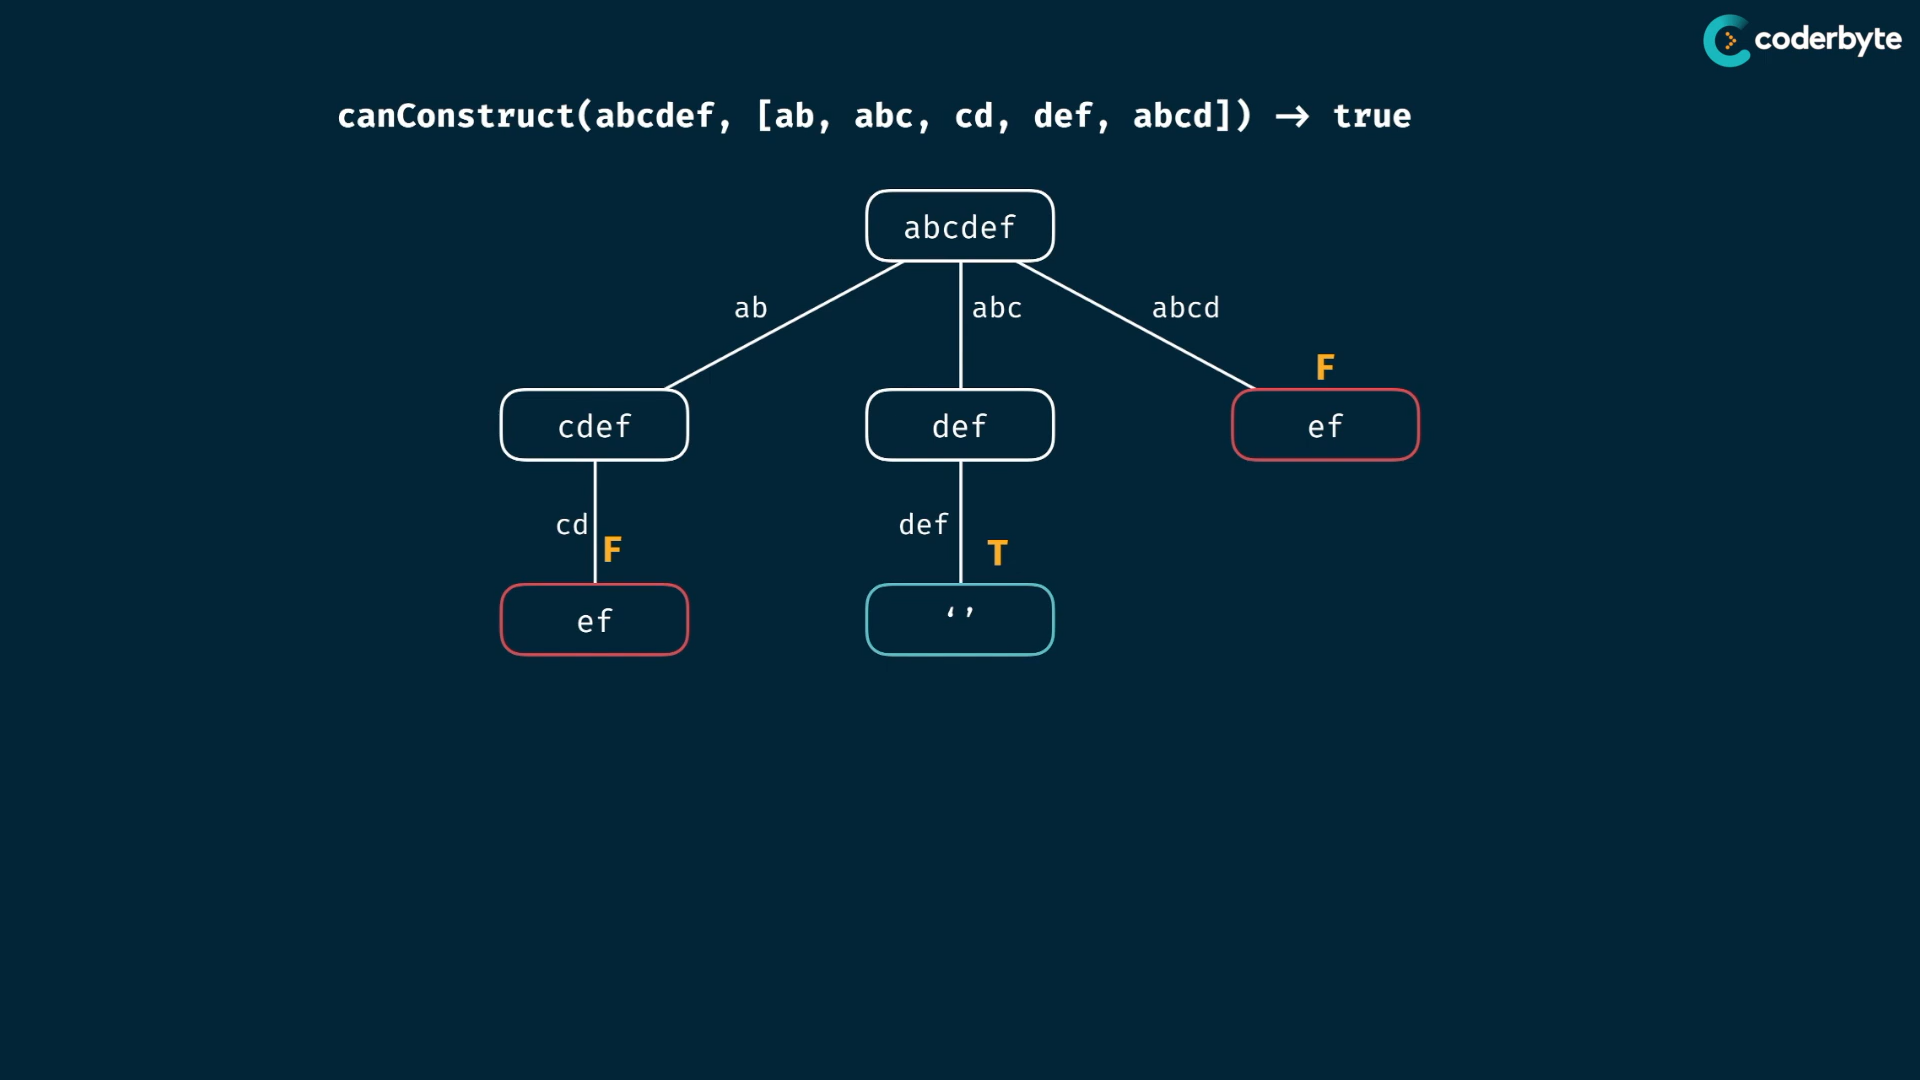 coderbyte
canConstruct(abcdef, [ab, abc, cd, def, abcd]) → true
abcdef
ab abc abcd
F
cdef def ef
cd def
F T
ef ‘’